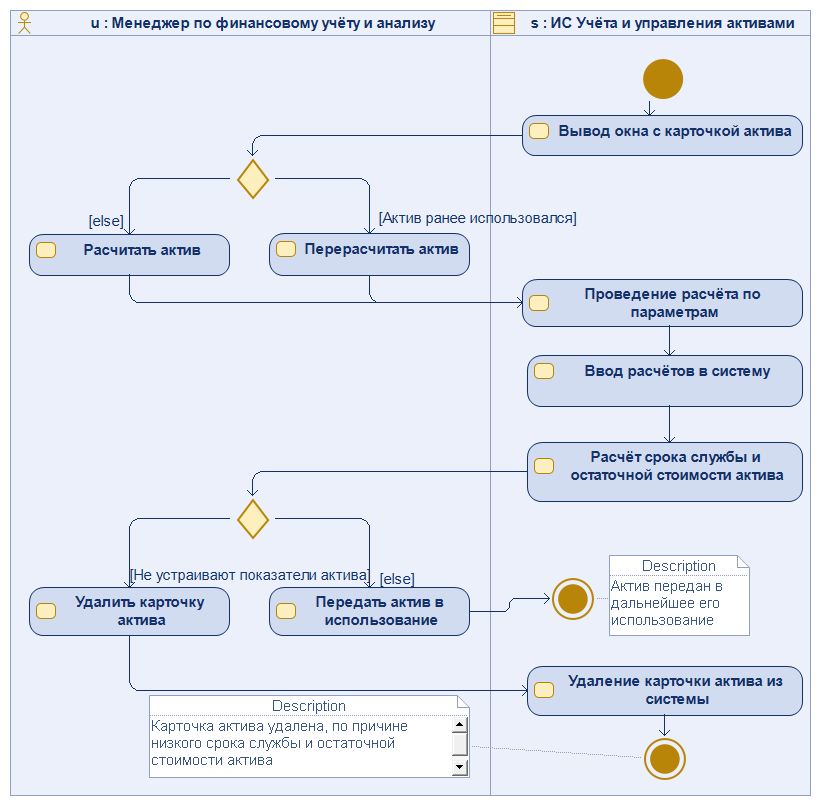 u : Менеджер по финансовому учёту и анализу
s : ИС Учёта и управления активами
Вывод окна с карточкой актива
[else]
[Актив ранее использовался]
Расчитать актив
Перерасчитать актив
Проведение расчёта по
параметрам
Ввод расчётов в систему
Расчёт срока службы и
остаточной стоимости актива
[Не устраивают показатели актива]
[else]
Удалить карточку
актива
Передать актив в
использование
Description
Актив передан в
дальнейшее его
использование
Удаление карточки актива из
системы
Description
Карточка актива удалена, по причине
низкого срока службы и остаточной
стоимости актива